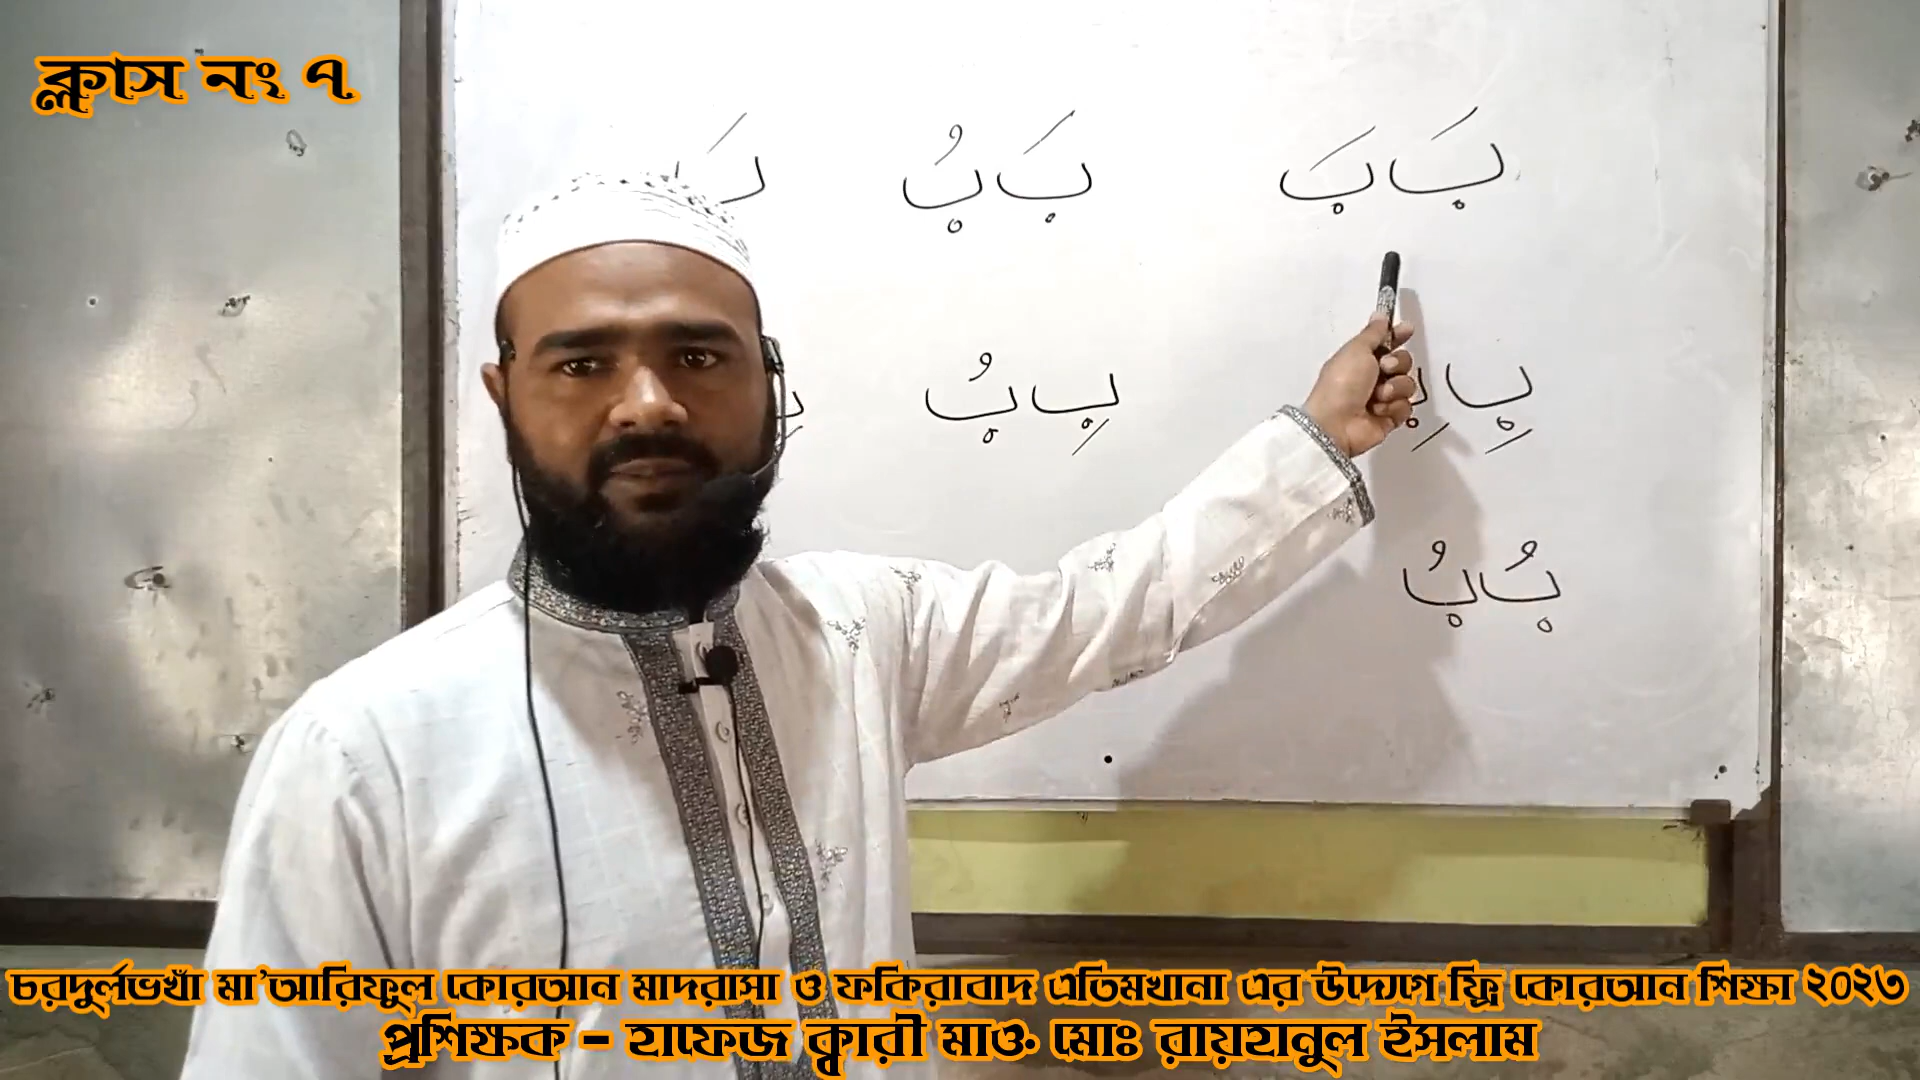 ক্লাস নং ৭
بَ بَ بَ بُ
بِ بِ بِ بُ
بُ بُ
চরদুর্লভখাঁ মা'আরিফুল কোরআন মাদরাসা ও ফকিরাবাদ এতিমখানা এর উদ্যেগে ফ্রি কোরআন শিক্ষা ২০২৩
প্রশিক্ষক - হাফেজ ক্বারী মাওঃ মোঃ রায়হানুল ইসলাম